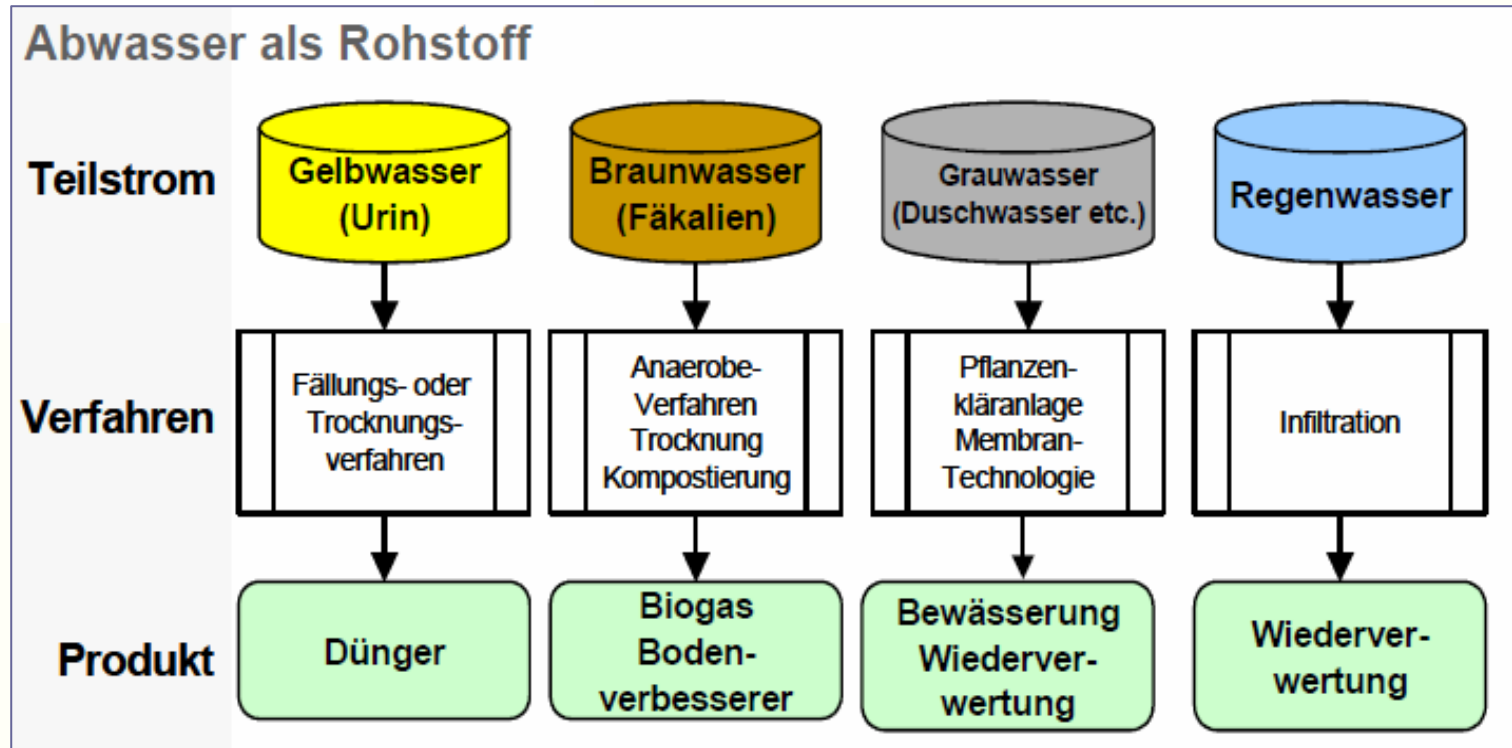 Abwasser als Rohstoff
Teilstrom
Gelbwasser
(Urin)
Braunwasser
(Fäkalien)
Grauwasser
(Duschwasser etc.)
Regenwasser
Verfahren
Fällungs- oder
Trocknungs-
verfahren
Anaerobe-
Verfahren
Trocknung
Kompostierung
Pflanzen-
kläranlage
Membran-
Technologie
Infiltration
Produkt
Dünger
Biogas
Boden-
verbesserer
Bewässerung
Wiederver-
wertung
Wiederver-
wertung